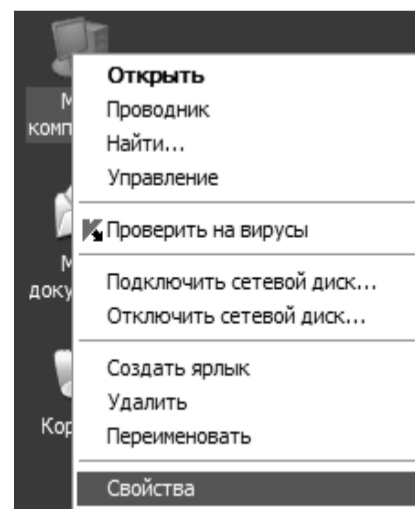 Открыть
Проводник
Найти...
Управление
Проверить на вирусы
Подключить сетевой диск...
Отключить сетевой диск...
Создать ярлык
Удалить
Переименовать
Свойства